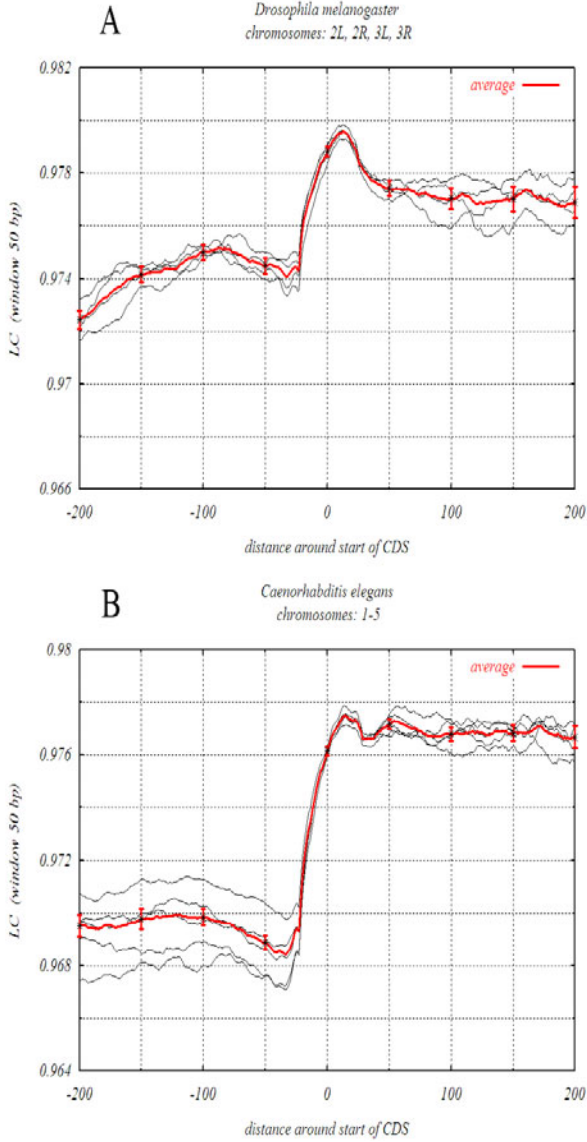 A
Drosophila melanogaster
chromosomes: 2L, 2R, 3L, 3R
0.982
average
0.978
0.974
0.97
0.966
LC (window 50 bp)
-200 -100 0 100 200
distance around start of CDS
B
Caenorhabditis elegans
chromosomes: 1-5
0.98
average
0.976
0.972
0.968
0.964
LC (window 50 bp)
-200 -100 0 100 200
distance around start of CDS